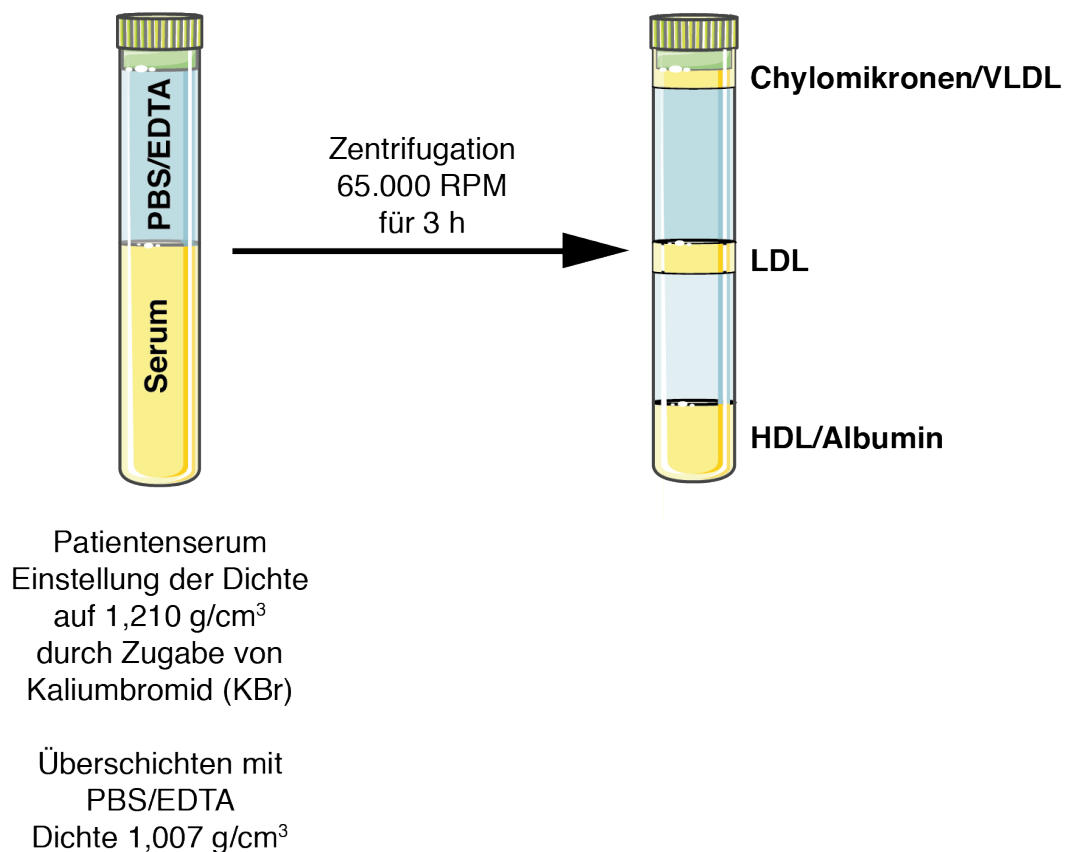 PBS/EDTA
Serum
Zentrifugation
65.000 RPM
für 3 h
Chylomikronen/VLDL
LDL
HDL/Albumin
Patientenserum
Einstellung der Dichte
auf 1,210 g/cm³
durch Zugabe von
Kaliumbromid (KBr)
Überschichten mit
PBS/EDTA
Dichte 1,007 g/cm³